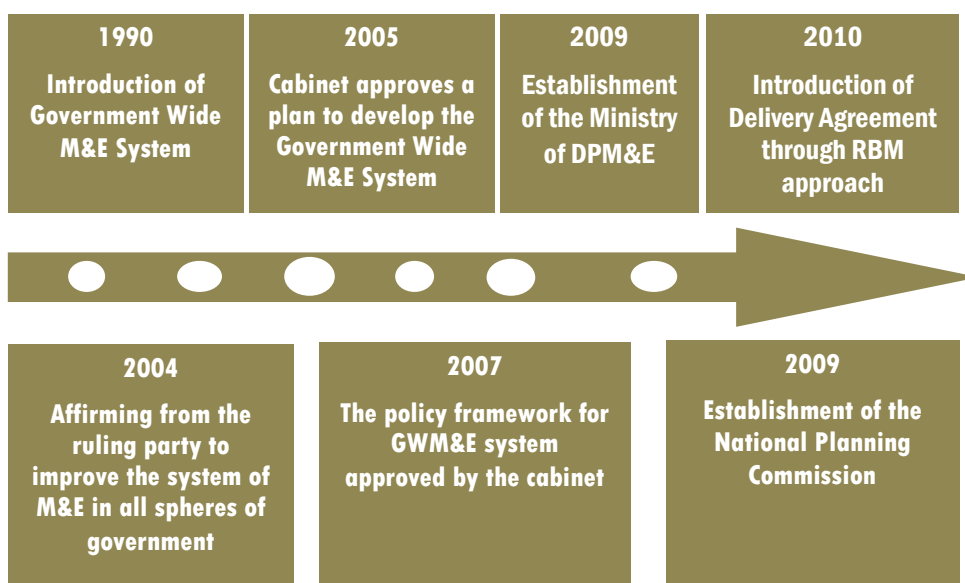 1990
Introduction of
Government Wide
M&E System
2005
Cabinet approves a
plan to develop the
Government Wide
M&E System
2009
Establishment
of the Ministry
of DPM&E
2010
Introduction of
Delivery Agreement
through RBM
approach
2004
Affirming from the
ruling party to
improve the system of
M&E in all spheres of
government
2007
The policy framework for
GWM&E system
approved by the cabinet
2009
Establishment of the
National Planning
Commission